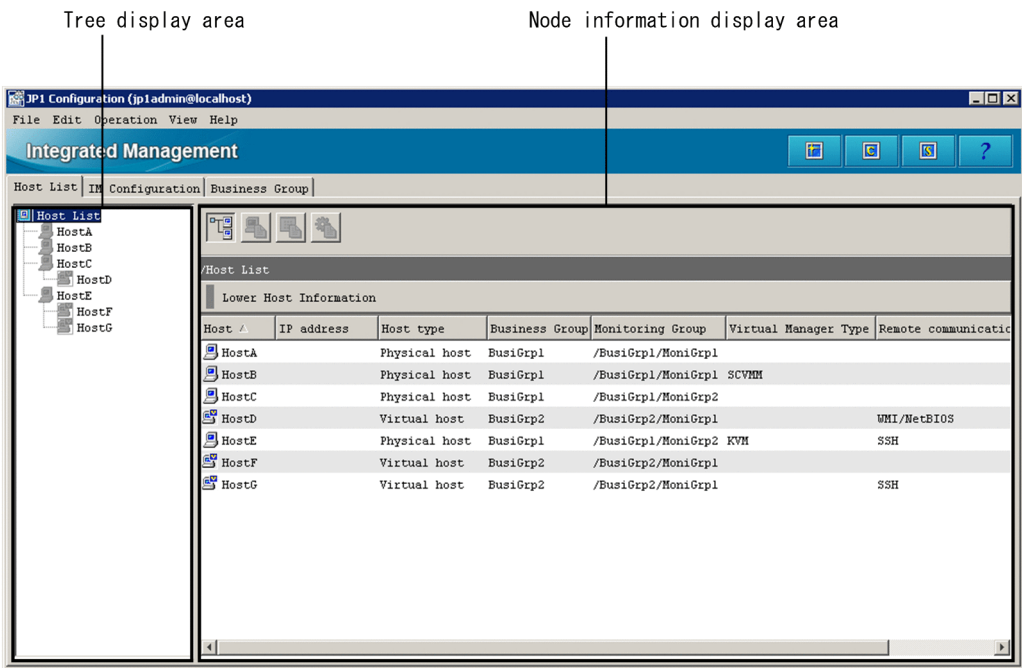 Tree display area
Node information display area
JP1 Configuration (jp1admin@localhost)
File Edit Operation View Help
Integrated Management
?
Host List IM Configuration Business Group
Host List
HostA
HostB
HostC
HostD
HostE
HostF
HostG
/Host List
Lower Host Information
Host IP address Host type Business Group Monitoring Group Virtual Manager Type Remote communicatio
HostA Physical host BusiGrp1 /BusiGrp1/MoniGrp1
HostB Physical host BusiGrp1 /BusiGrp1/MoniGrp1 SCVMM
HostC Physical host BusiGrp1 /BusiGrp1/MoniGrp2
HostD Virtual host BusiGrp2 /BusiGrp2/MoniGrp1 WMI/NetBIOS
HostE Physical host BusiGrp1 /BusiGrp1/MoniGrp2 KVM SSH
HostF Virtual host BusiGrp2 /BusiGrp2/MoniGrp1
HostG Virtual host BusiGrp2 /BusiGrp2/MoniGrp1 SSH